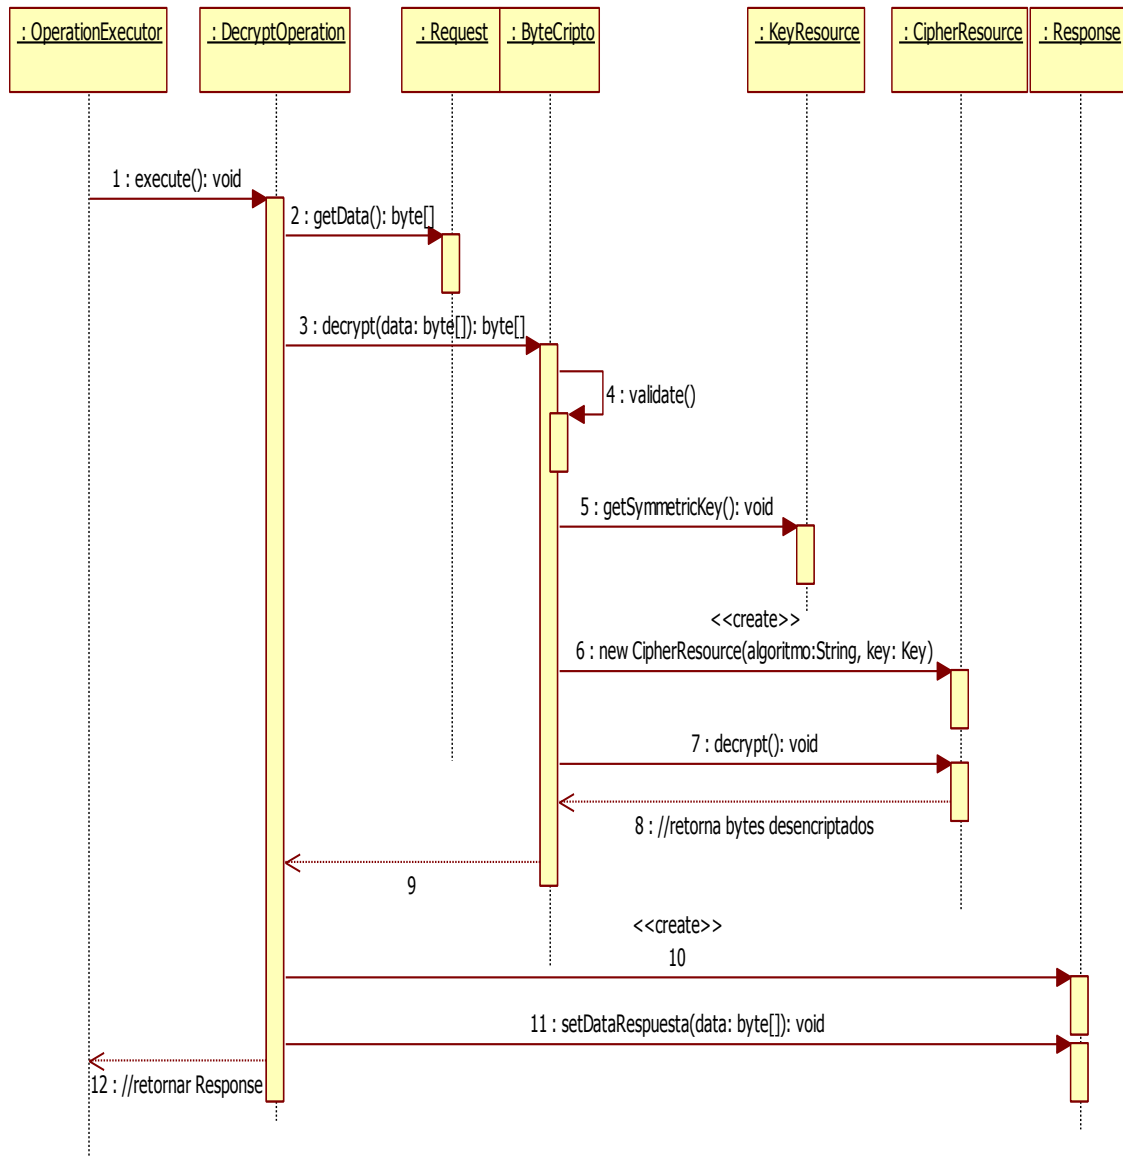 : OperationExecutor
: DecryptOperation
: Request
: ByteCripto
: KeyResource
: CipherResource
: Response
1 : execute(): void
2 : getData(): byte[]
3 : decrypt(data: byte[]): byte[]
4 : validate()
5 : getSymmetricKey(): void
<<create>>
6 : new CipherResource(algoritmo:String, key: Key)
7 : decrypt(): void
8 : //retorna bytes desencriptados
9
<<create>>
10
11 : setDataRespuesta(data: byte[]): void
12 : //retornar Response